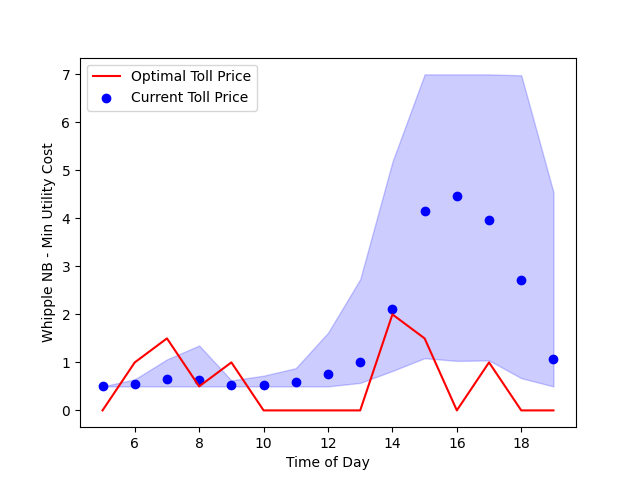 Optimal Toll Price
Current Toll Price
Whipple NB - Min Utility Cost
7
6
5
4
3
2
1
0
6 8 10 12 14 16 18
Time of Day